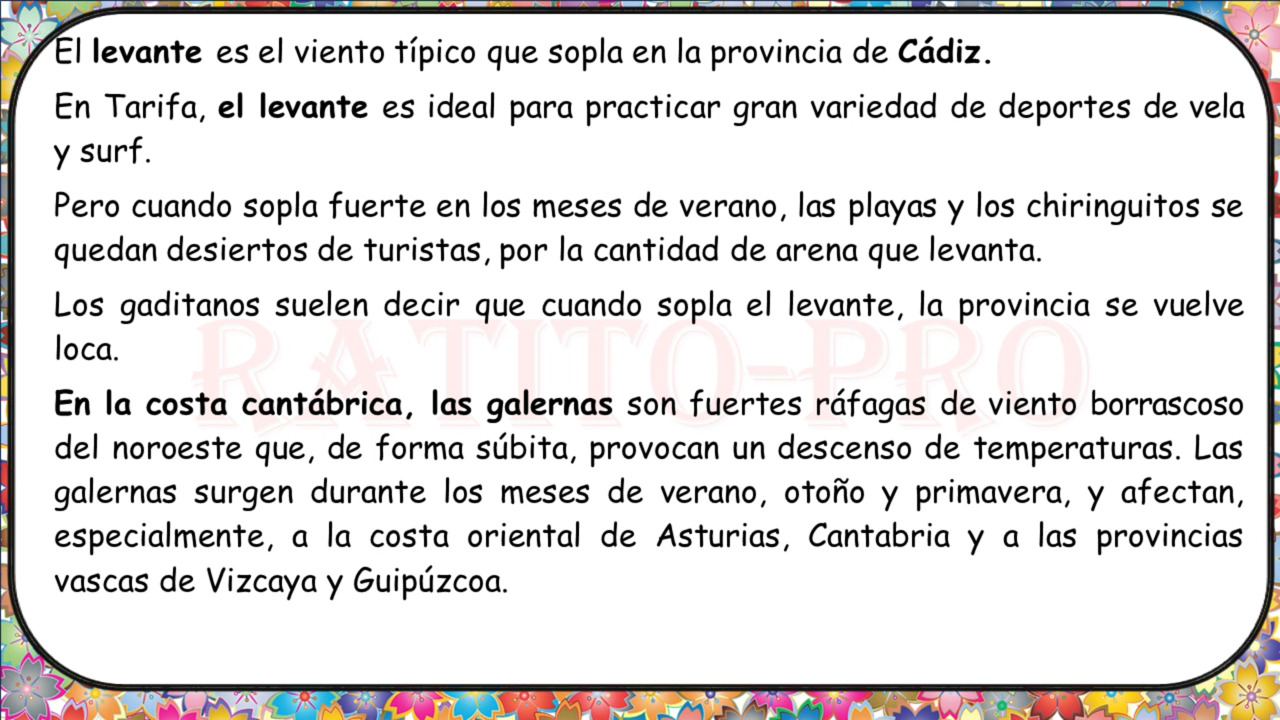 El levante es el viento típico que sopla en la provincia de Cádiz.
En Tarifa, el levante es ideal para practicar gran variedad de deportes de vela
y surf.
Pero cuando sopla fuerte en los meses de verano, las playas y los chiringuitos se
quedan desiertos de turistas, por la cantidad de arena que levanta.
Los gaditanos suelen decir que cuando sopla el levante, la provincia se vuelve
loca.
RATITO-PRO
En la costa cantábrica, las galernas son fuertes ráfagas de viento borrascoso
del noroeste que, de forma súbita, provocan un descenso de temperaturas. Las
galernas surgen durante los meses de verano, otoño y primavera, y afectan,
especialmente, a la costa oriental de Asturias, Cantabria y a las provincias
vascas de Vizcaya y Guipúzcoa.